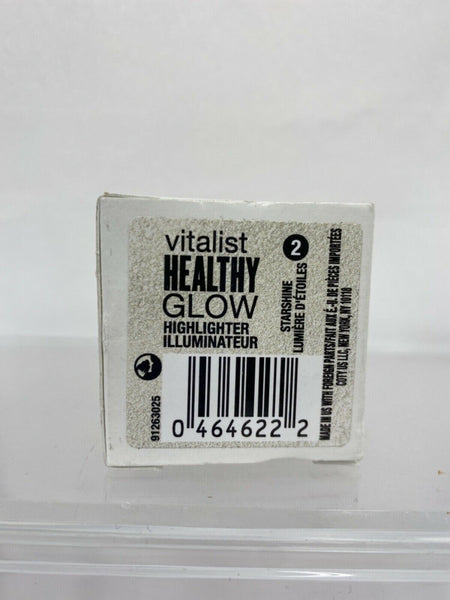 vitalist
HEALTHY
GLOW
HIGHLIGHTER
ILLUMINATEUR
2
STARSHINE
LUMIÈRE D'ÉTOILES
MADE IN US WITH FOREIGN PARTS/FAIT AUX É.-U. DE PIÈCES IMPORTÉES
COTY US LLC, NEW YORK, NY 10118
91263025
0 464622 2